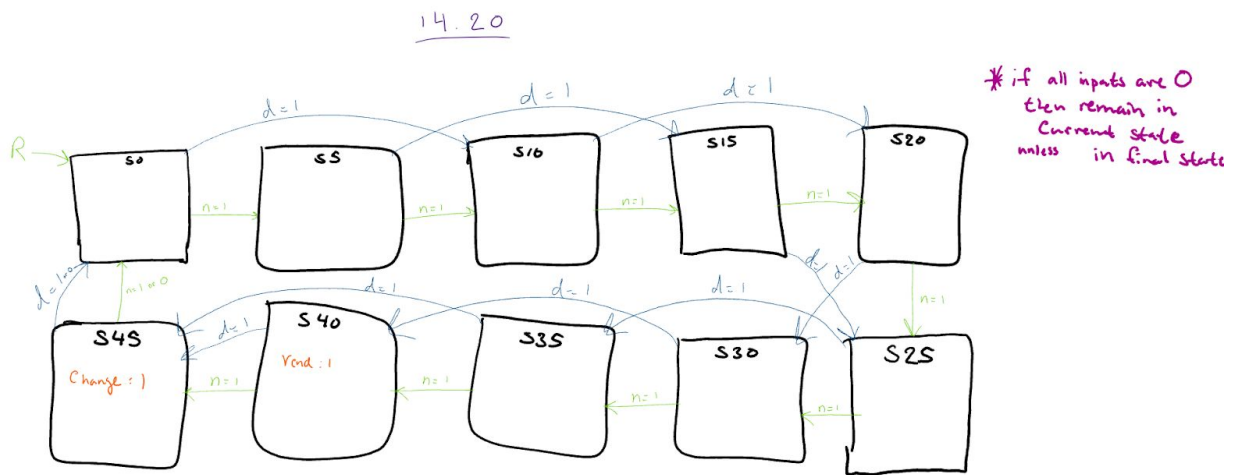 14.20
d=1
d=1
d=1
* if all inputs are 0
then remain in
Current state
unless in final state
R
S0
S5
S10
S15
S20
n=1
n=1
n=1
n=1
d=1
d=1
n=1
d=1
d=1
d=1
d=1
S45
S40
S35
S30
S25
Change : 1
Vend : 1
n=1
n=1
n=1
n=1